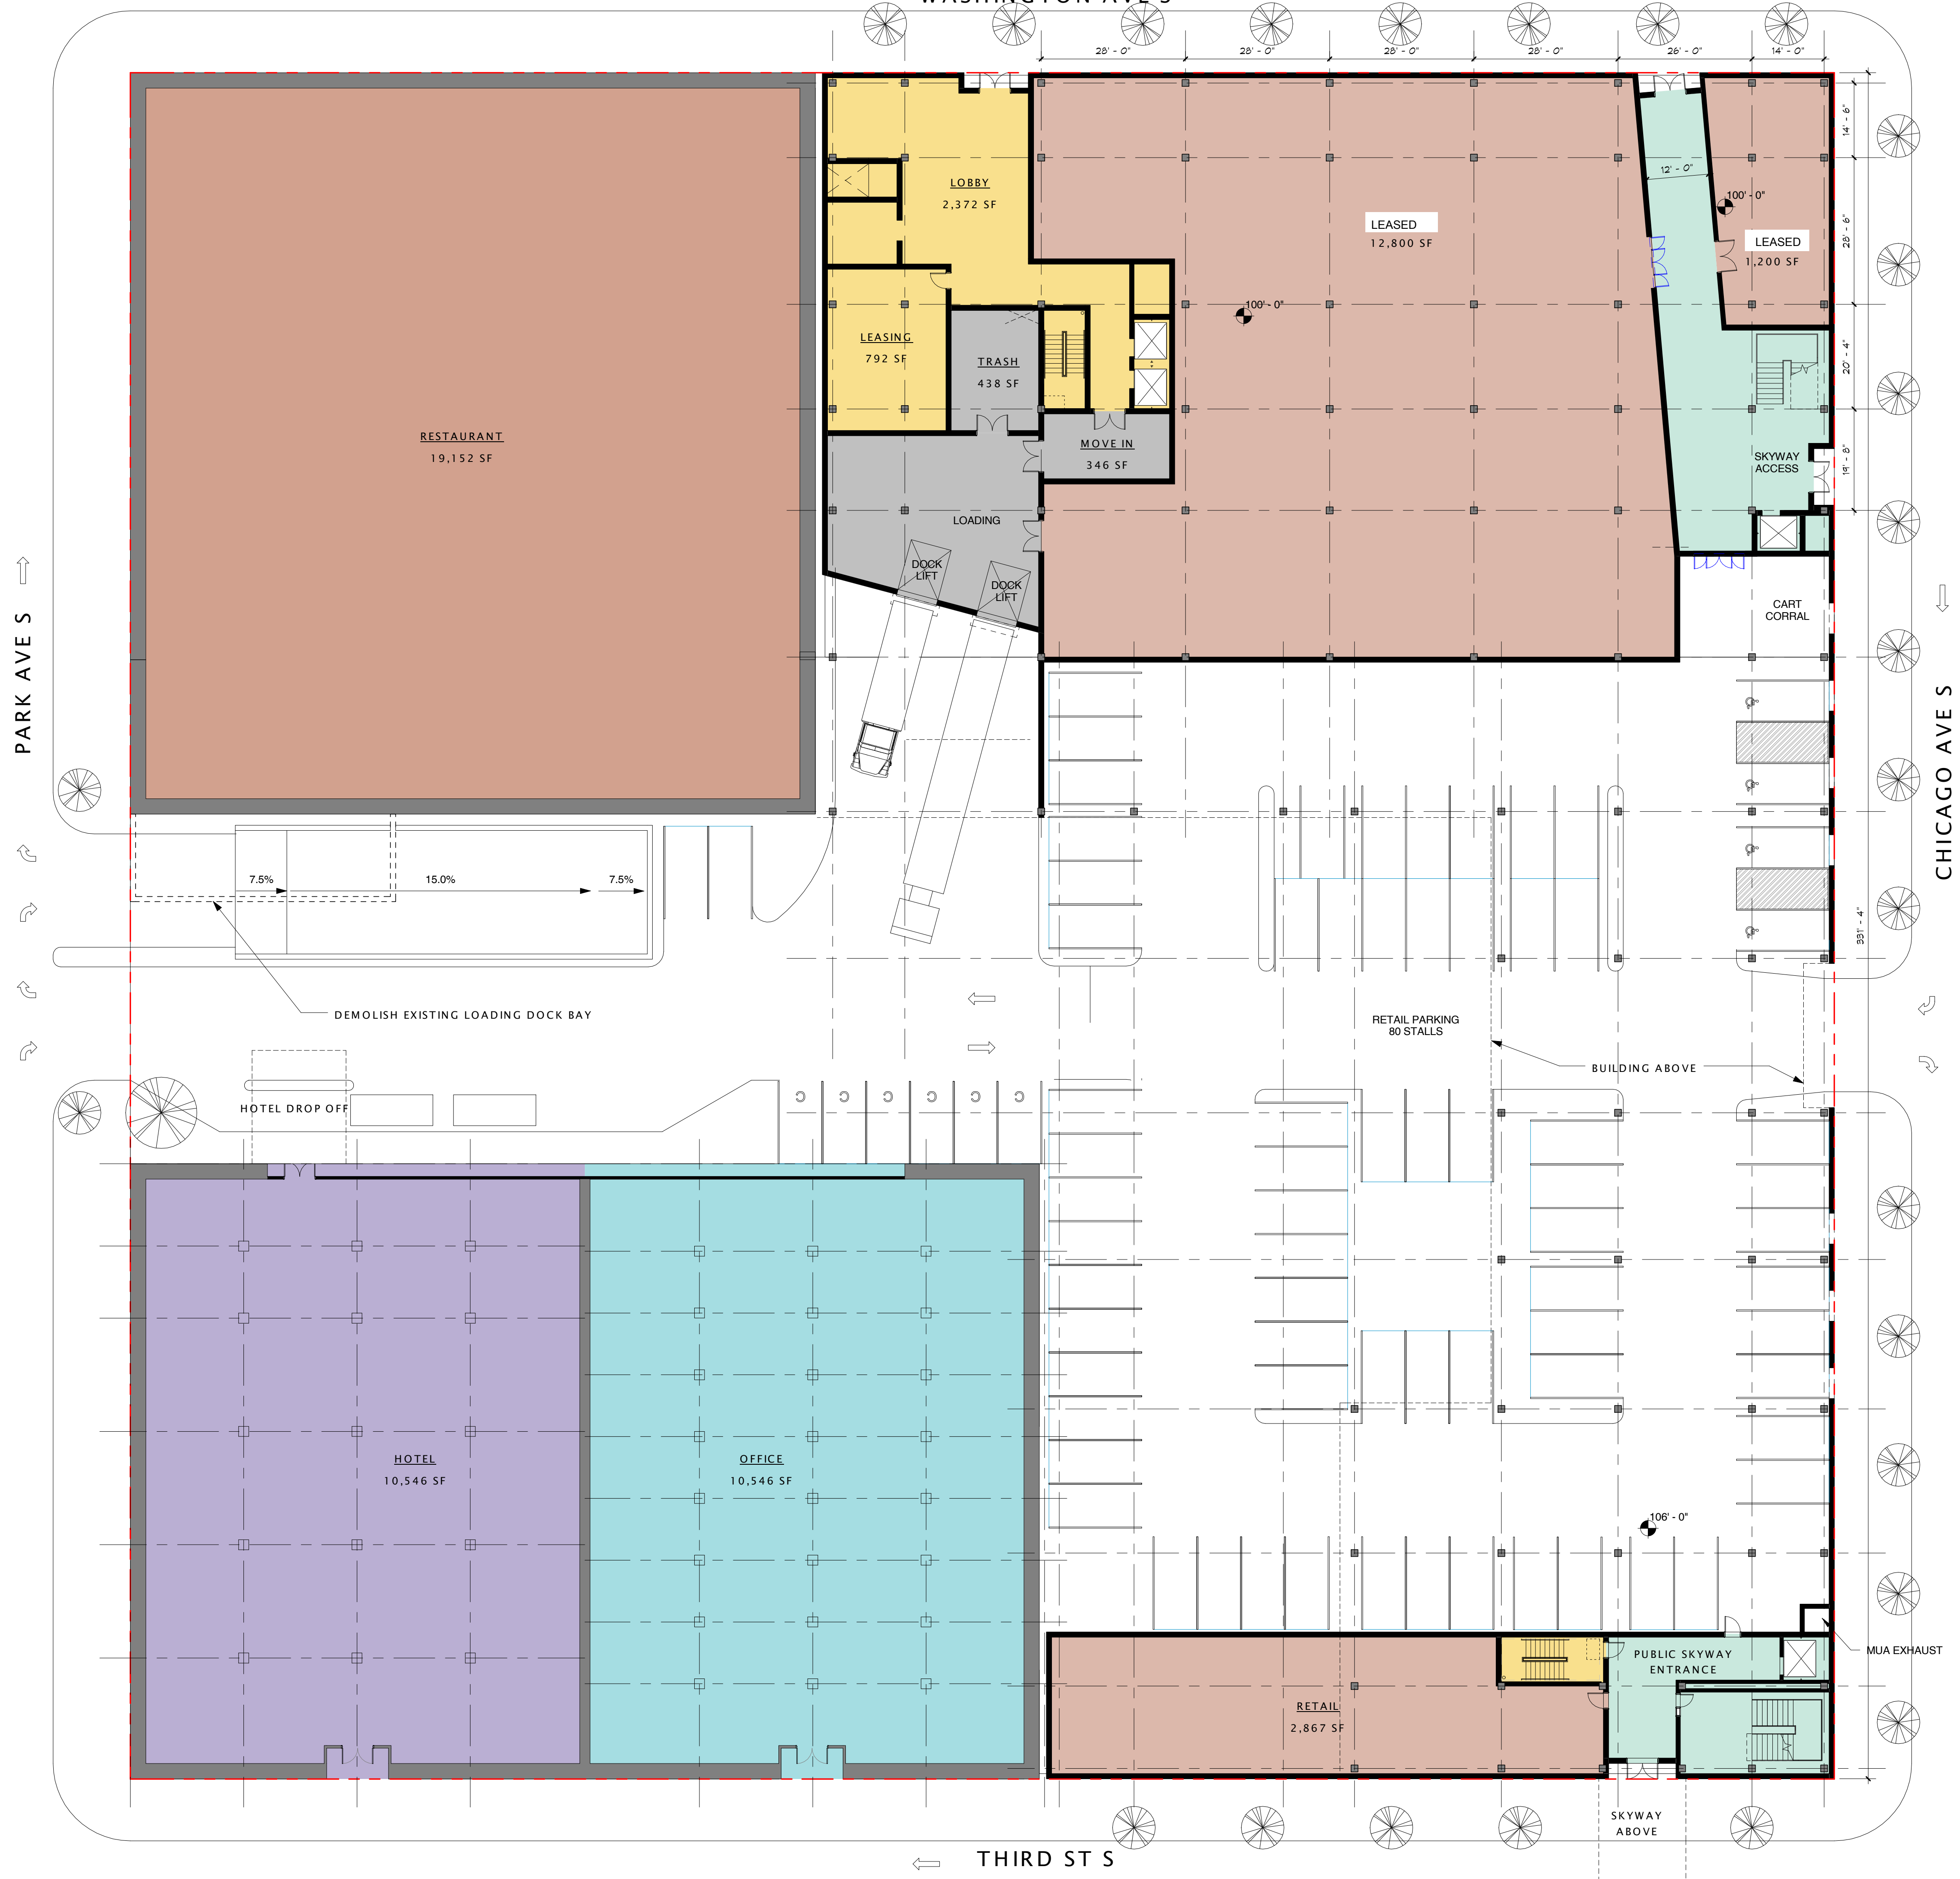 WASHINGTON AVE S
28' - 0"
28' - 0"
28' - 0"
28' - 0"
26' - 0"
14' - 0"
14' - 6"
28' - 6"
20' - 4"
19' - 8"
331' - 4"
12' - 0"
100' - 0"
LEASED
1,200 SF
LEASED
12,800 SF
100' - 0"
LOBBY
2,372 SF
LEASING
792 SF
TRASH
438 SF
MOVE IN
346 SF
LOADING
DOCK
LIFT
DOCK
LIFT
RESTAURANT
19,152 SF
SKYWAY
ACCESS
CART
CORRAL
PARK AVE S
CHICAGO AVE S
7.5%
15.0%
7.5%
DEMOLISH EXISTING LOADING DOCK BAY
RETAIL PARKING
80 STALLS
BUILDING ABOVE
HOTEL DROP OFF
C
C
C
C
C
C
HOTEL
10,546 SF
OFFICE
10,546 SF
106' - 0"
MUA EXHAUST
PUBLIC SKYWAY
ENTRANCE
RETAIL
2,867 SF
SKYWAY
ABOVE
THIRD ST S